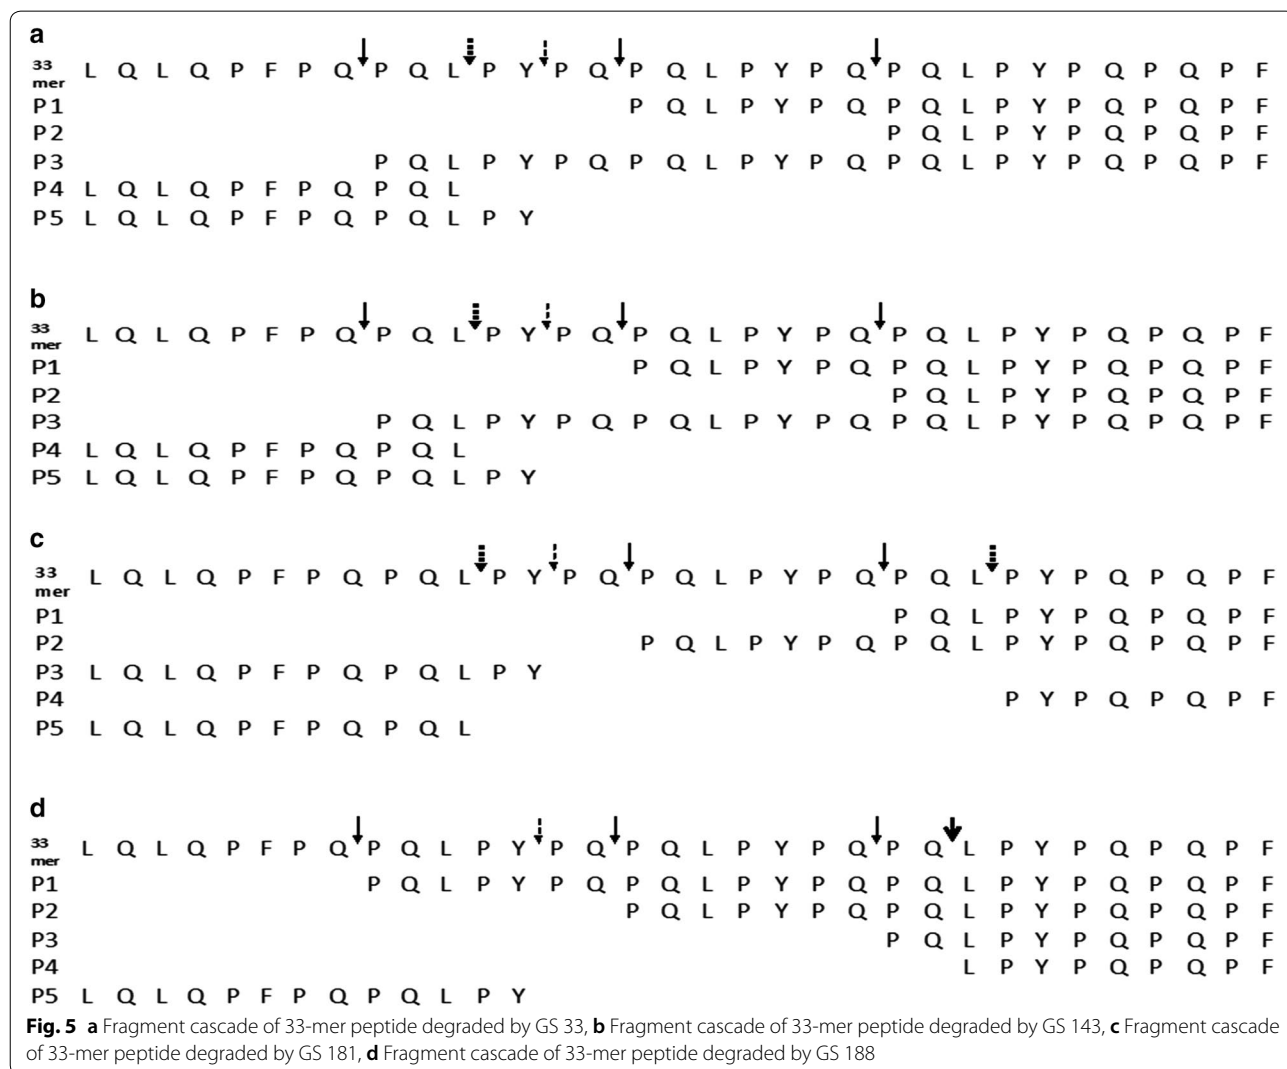 a
33 L Q L Q P F P Q P Q L P Y P Q P Q L P Y P Q P Q L P Y P Q P Q P F
mer
P1 P Q L P Y P Q P Q L P Y P Q P Q P F
P2 P Q L P Y P Q P Q P F
P3 P Q L P Y P Q P Q L P Y P Q P Q L P Y P Q P Q P F
P4 L Q L Q P F P Q P Q L
P5 L Q L Q P F P Q P Q L P Y
b
33 L Q L Q P F P Q P Q L P Y P Q P Q L P Y P Q P Q L P Y P Q P Q P F
mer
P1 P Q L P Y P Q P Q L P Y P Q P Q P F
P2 P Q L P Y P Q P Q P F
P3 P Q L P Y P Q P Q L P Y P Q P Q L P Y P Q P Q P F
P4 L Q L Q P F P Q P Q L
P5 L Q L Q P F P Q P Q L P Y
c
33 L Q L Q P F P Q P Q L P Y P Q P Q L P Y P Q P Q L P Y P Q P Q P F
mer
P1 P Q L P Y P Q P Q P F
P2 P Q L P Y P Q P Q L P Y P Q P Q P F
P3 L Q L Q P F P Q P Q L P Y
P4 P Y P Q P Q P F
P5 L Q L Q P F P Q P Q L
d
33 L Q L Q P F P Q P Q L P Y P Q P Q L P Y P Q P Q L P Y P Q P Q P F
mer
P1 P Q L P Y P Q P Q L P Y P Q P Q L P Y P Q P Q P F
P2 P Q L P Y P Q P Q L P Y P Q P Q P F
P3 P Q L P Y P Q P Q P F
P4 L P Y P Q P Q P F
P5 L Q L Q P F P Q P Q L P Y
Fig. 5 a Fragment cascade of 33-mer peptide degraded by GS 33, b Fragment cascade of 33-mer peptide degraded by GS 143, c Fragment cascade
of 33-mer peptide degraded by GS 181, d Fragment cascade of 33-mer peptide degraded by GS 188